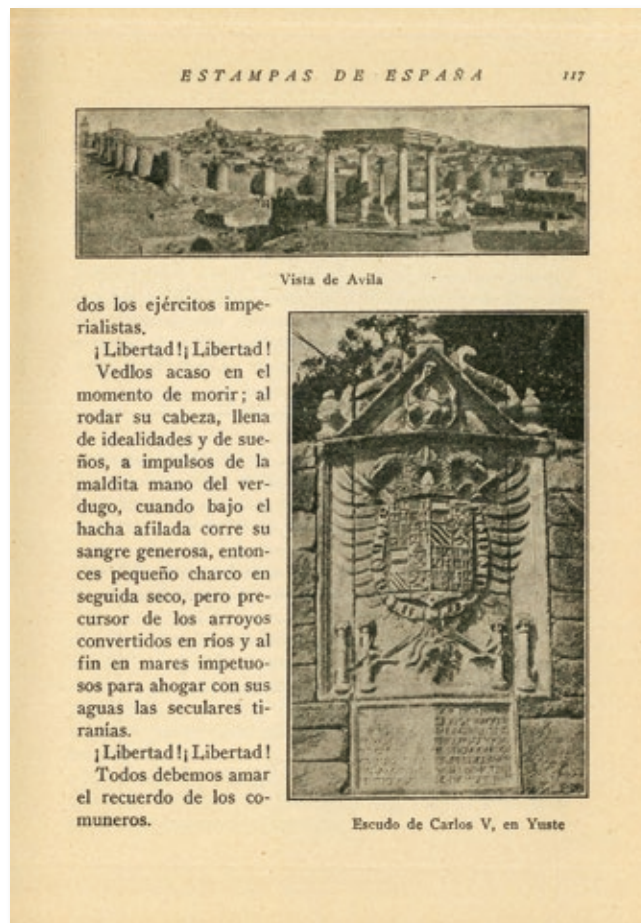 ESTAMPAS DE ESPAÑA 117
Vista de Avila
dos los ejércitos impe-
rialistas.
¡Libertad!¡Libertad!
Vedlos acaso en el
momento de morir; al
rodar su cabeza, llena
de idealidades y de sue-
ños, a impulsos de la
maldita mano del ver-
dugo, cuando bajo el
hacha afilada corre su
sangre generosa, enton-
ces pequeño charco en
seguida seco, pero pre-
cursor de los arroyos
convertidos en ríos y al
fin en mares impetuo-
sos para ahogar con sus
aguas las seculares ti-
ranías.
¡Libertad!¡Libertad!
Todos debemos amar
el recuerdo de los co-
muneros.
Escudo de Carlos V, en Yuste